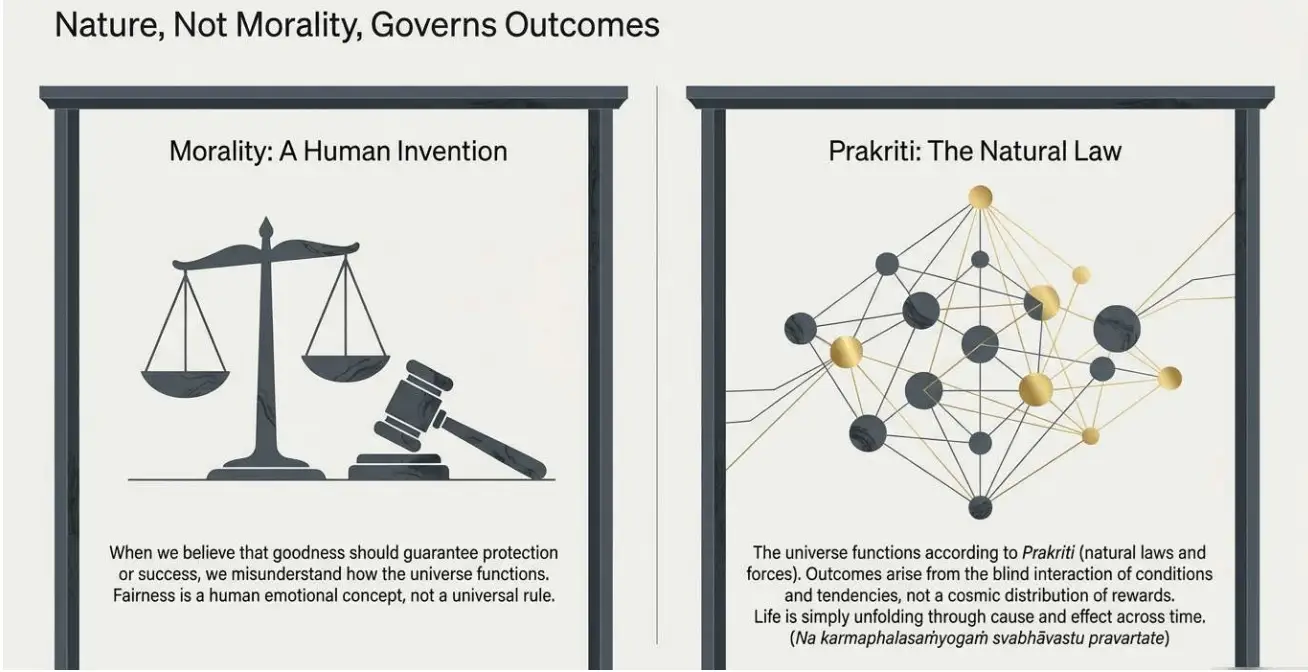 Nature, Not Morality, Governs Outcomes
Morality: A Human Invention
When we believe that goodness should guarantee protection
or success, we misunderstand how the universe functions.
Fairness is a human emotional concept, not a universal rule.
Prakriti: The Natural Law
The universe functions according to Prakriti (natural laws and
forces). Outcomes arise from the blind interaction of conditions
and tendencies, not a cosmic distribution of rewards.
Life is simply unfolding through cause and effect across time.
(Na karmaphalasaṁyogaṁ svabhāvastu pravartate)